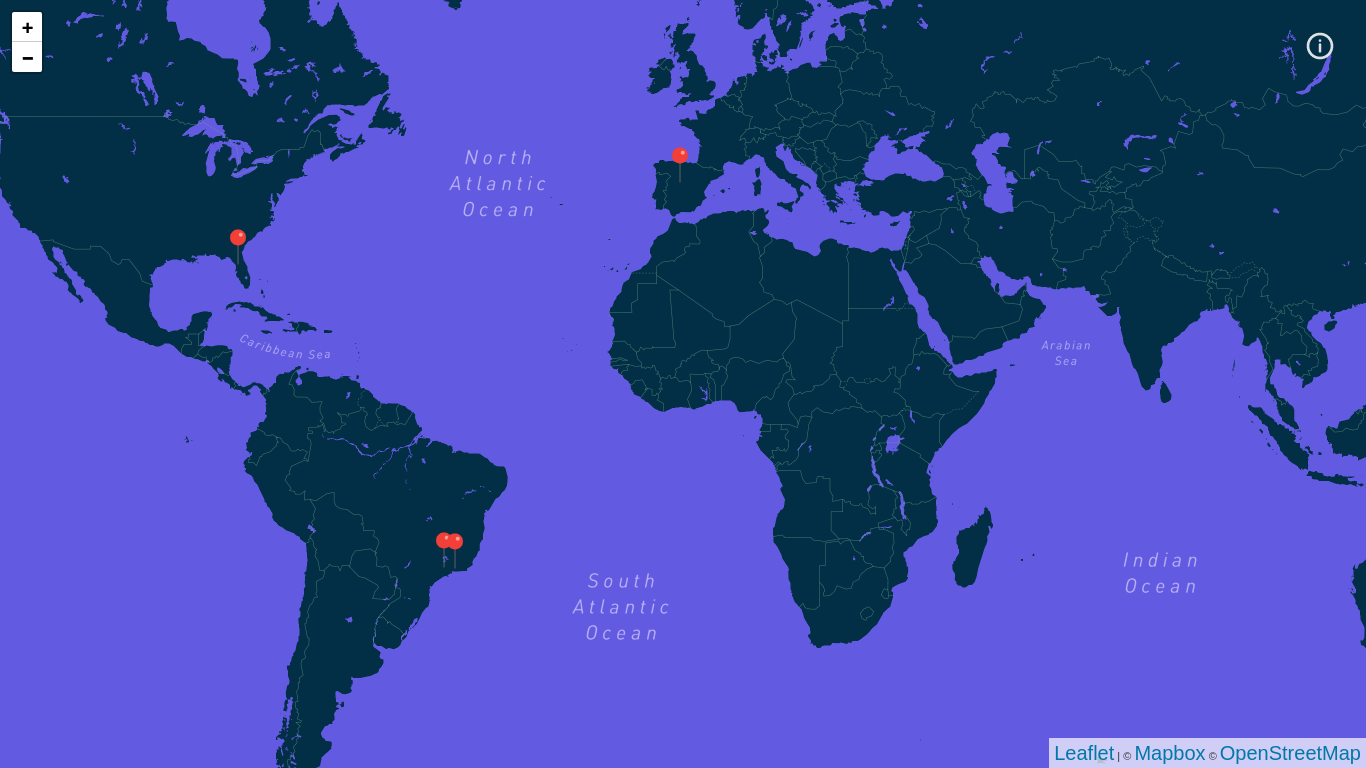 +
−
North
Atlantic
Ocean
Caribbean Sea
Arabian
Sea
South
Atlantic
Ocean
Indian
Ocean
Leaflet | © Mapbox © OpenStreetMap